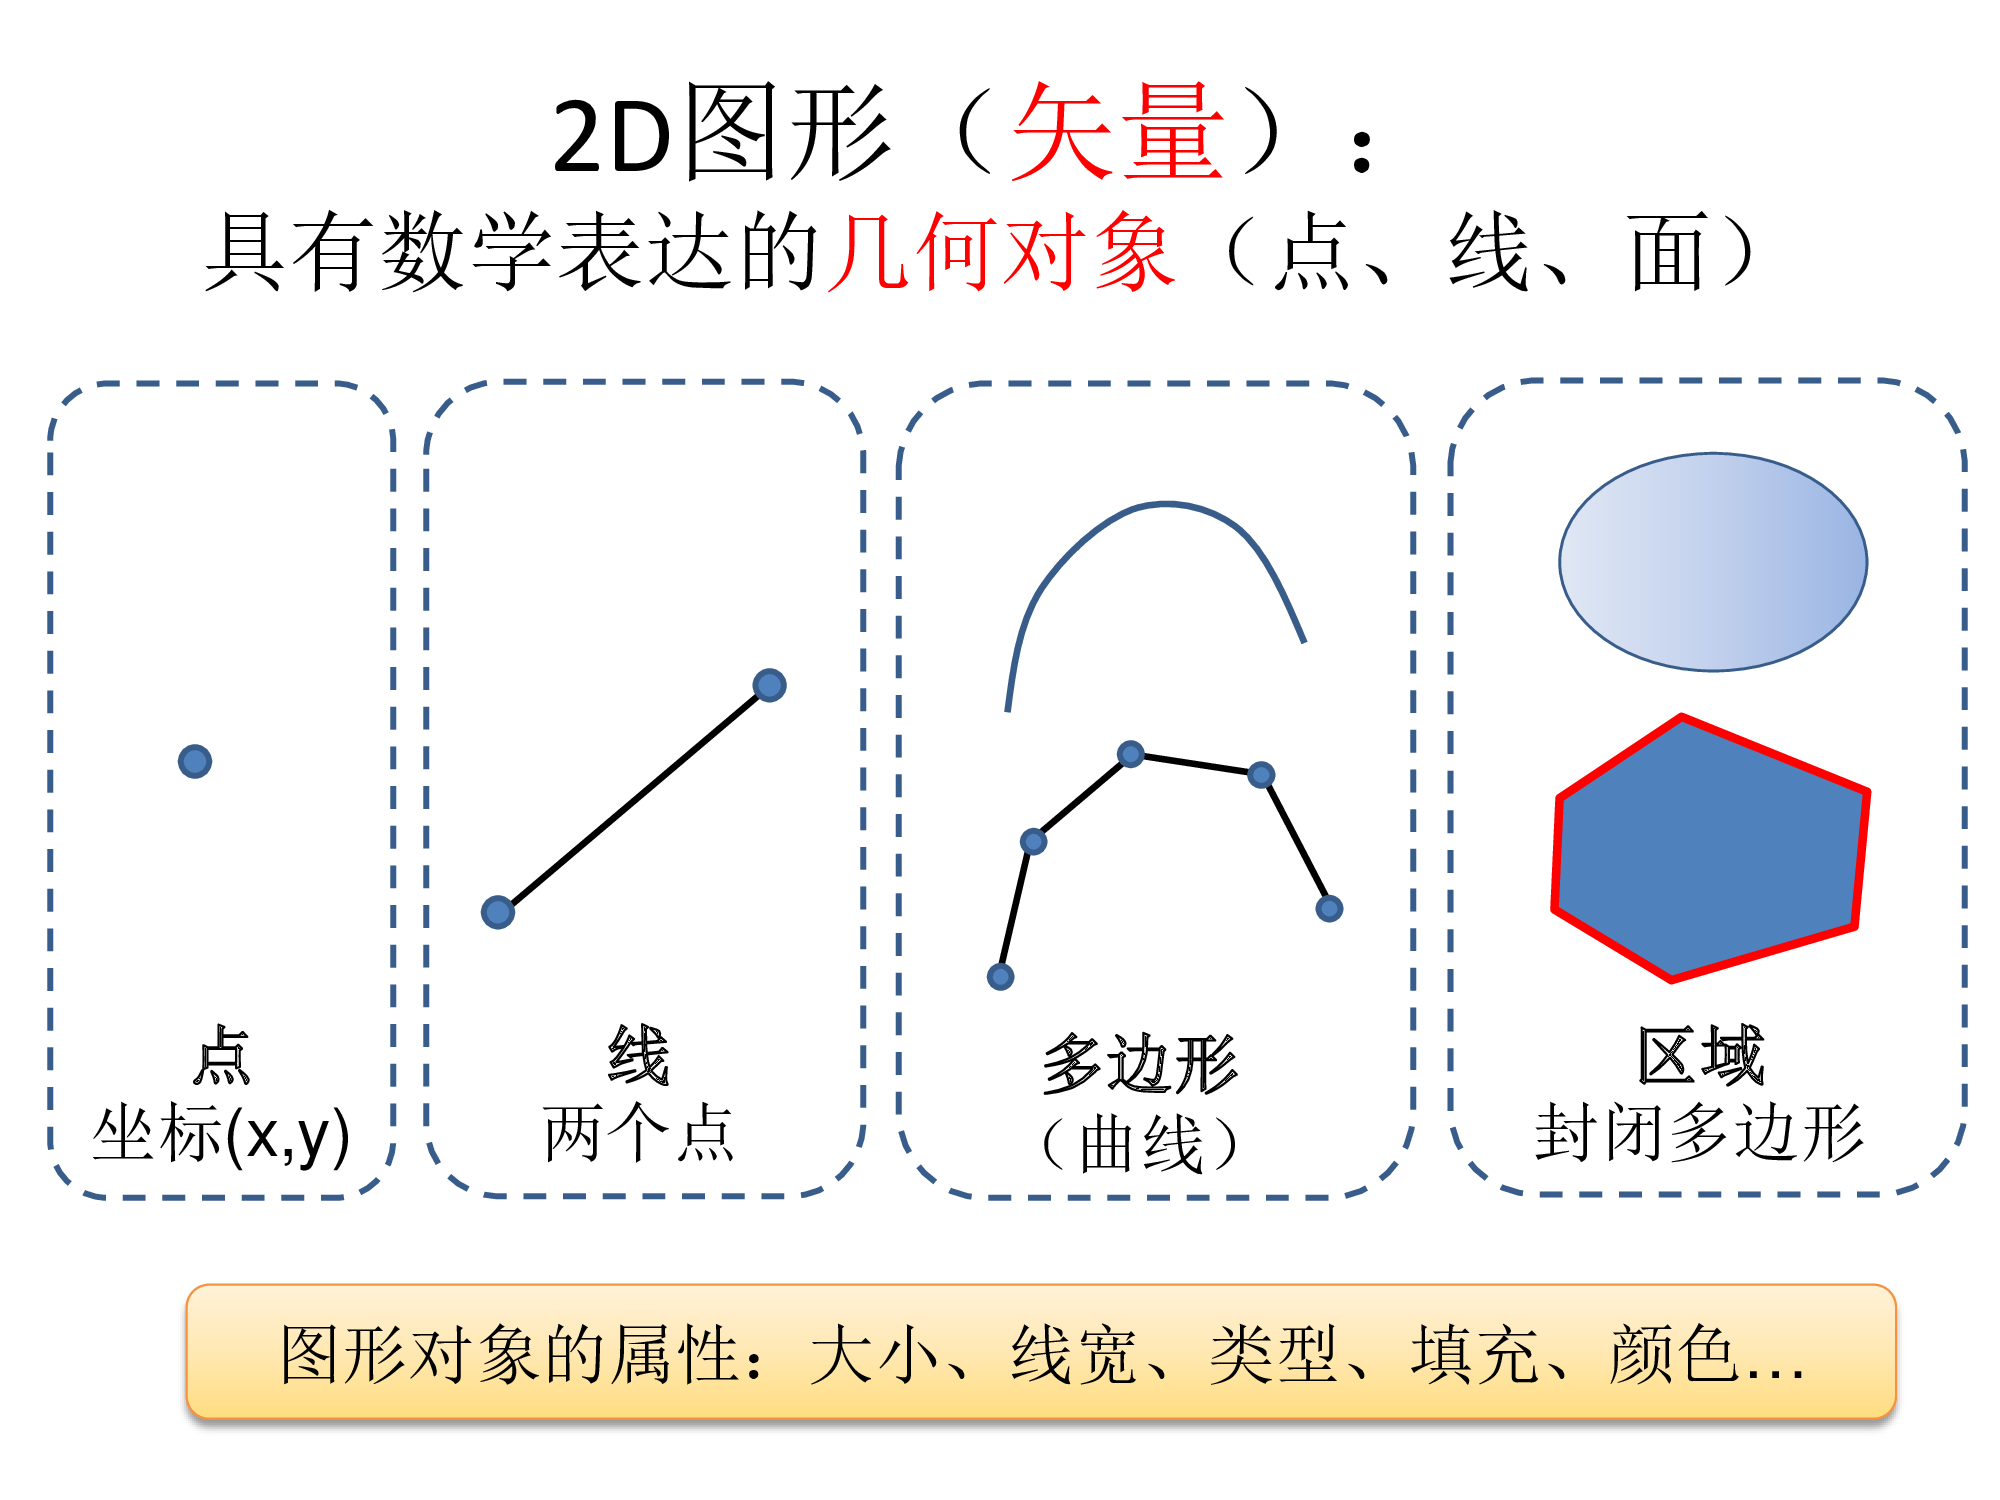 2D图形（矢量）：
具有数学表达的几何对象（点、线、面）
点
坐标(x,y)
线
两个点
多边形
（曲线）
区域
封闭多边形
图形对象的属性：大小、线宽、类型、填充、颜色…